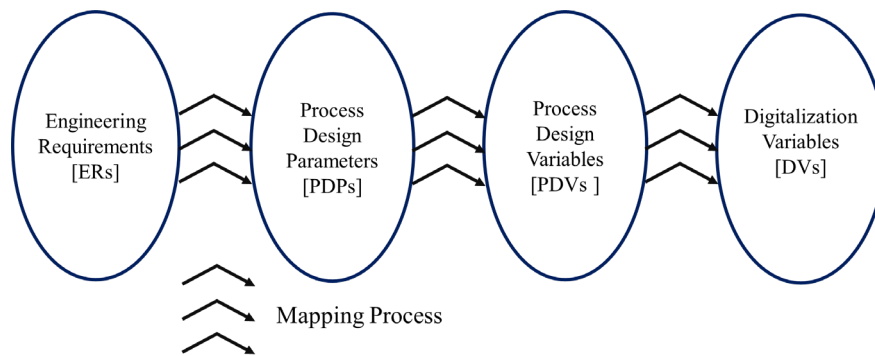 Engineering
Requirements
[ERs]
Process
Design
Parameters
[PDPs]
Process
Design
Variables
[PDVs ]
Digitalization
Variables
[DVs]
Mapping Process